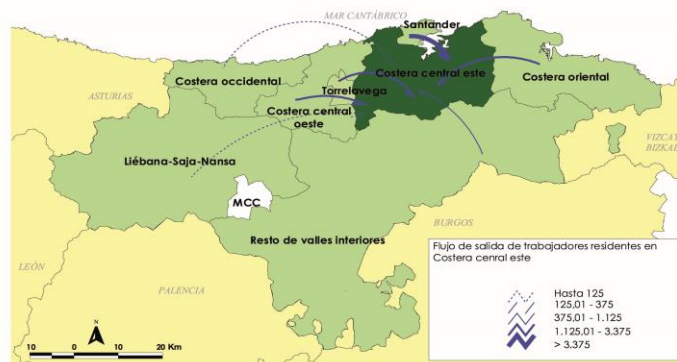 MAR CANTÁBRICO
Santander
Costera occidental
Costera central este
Costera oriental
ASTURIAS
Torrelavega
Costera central
oeste
VIZCAYA
BIZKAIA
Liébana-Saja-Nansa
MCC
BURGOS
Resto de valles interiores
LEÓN
PALENCIA
Flujo de salida de trabajadores residentes en
Costera cenral este
Hasta 125
125,01 - 375
375,01 - 1.125
1.125,01 - 3.375
> 3.375
10 5 0 10 20 Km